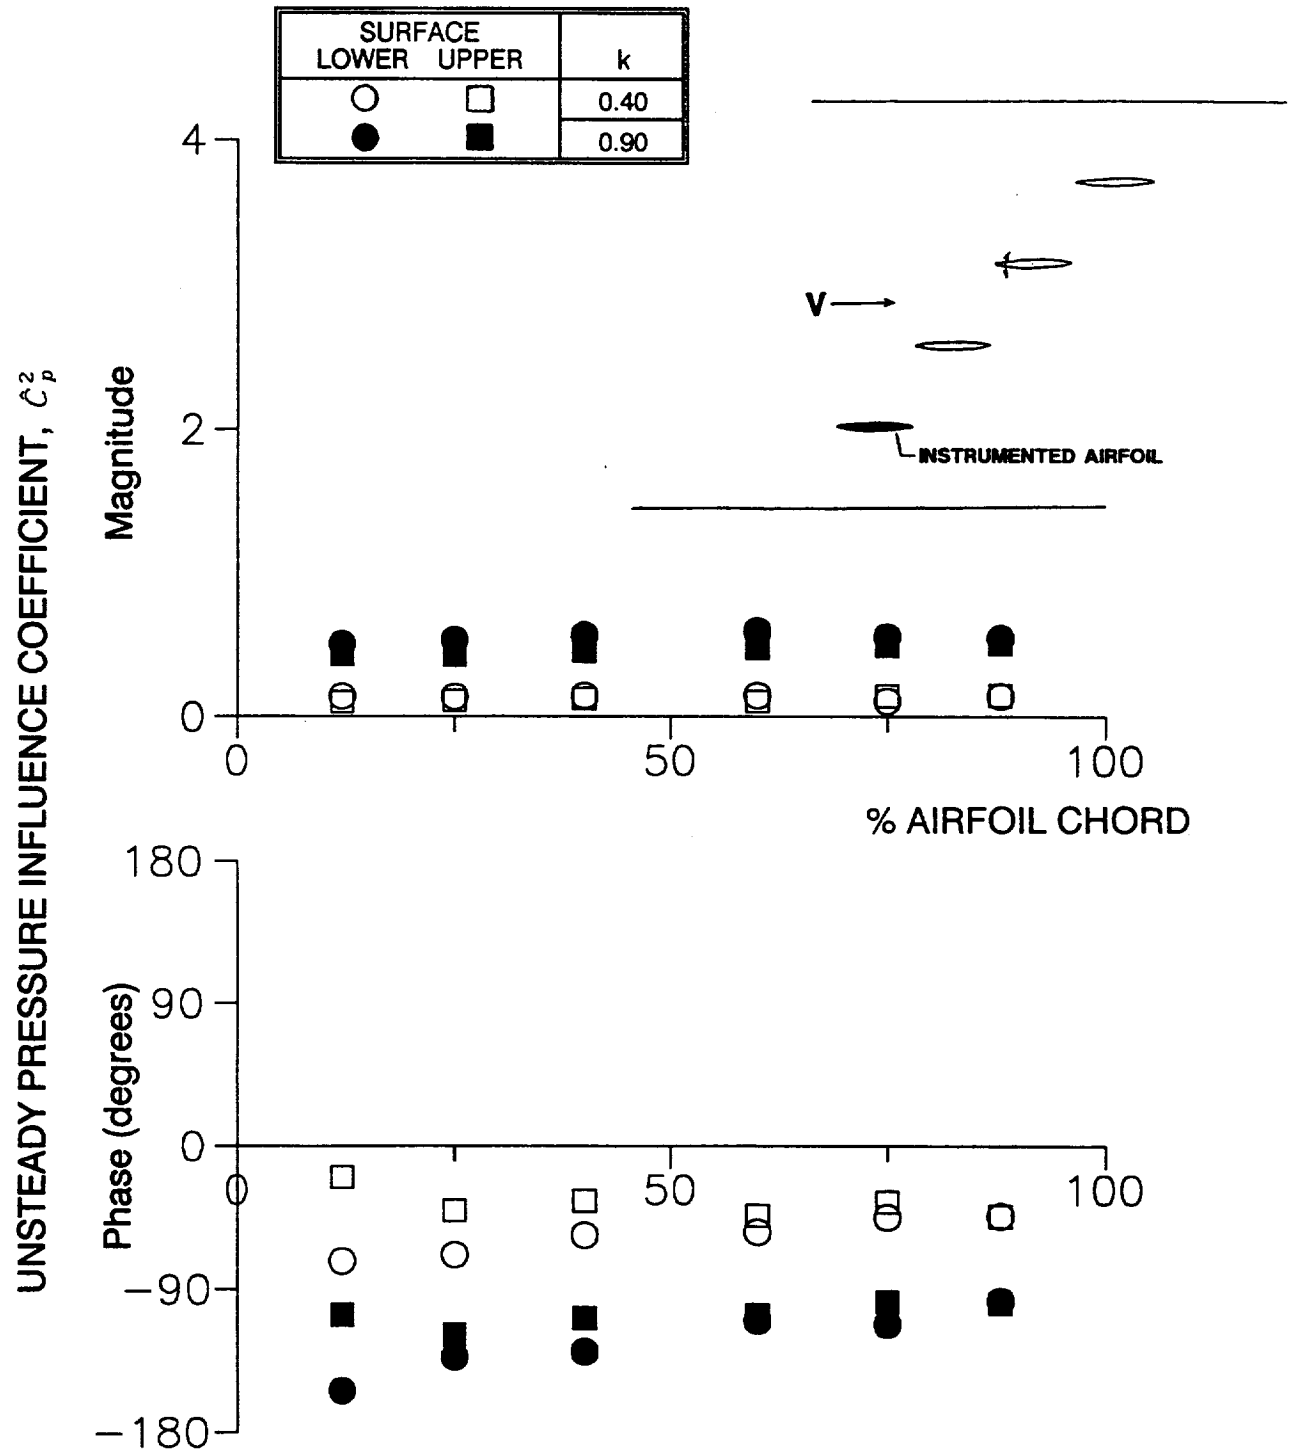 SURFACE
LOWER UPPER k
0.40
0.90
UNSTEADY PRESSURE INFLUENCE COEFFICIENT, Ĉ²ₚ
Magnitude
4
2
0
0 50 100
% AIRFOIL CHORD
V
INSTRUMENTED AIRFOIL
Phase (degrees)
180
90
0
-90
-180
0 50 100